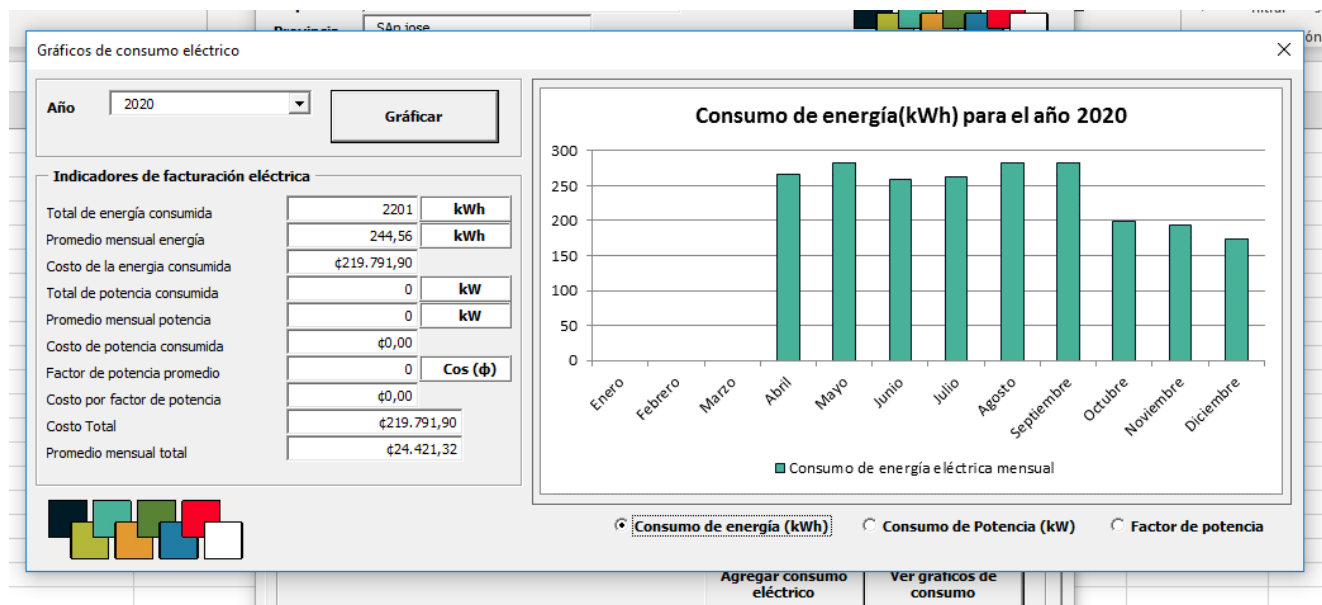 SAn jose
Gráficos de consumo eléctrico
Año 2020
Gráficar
Indicadores de facturación eléctrica
Total de energía consumida 2201 kWh
Promedio mensual energía 244,56 kWh
Costo de la energia consumida ¢219.791,90
Total de potencia consumida 0 kW
Promedio mensual potencia 0 kW
Costo de potencia consumida ¢0,00
Factor de potencia promedio 0 Cos (ϕ)
Costo por factor de potencia ¢0,00
Costo Total ¢219.791,90
Promedio mensual total ¢24.421,32
Consumo de energía(kWh) para el año 2020
300
250
200
150
100
50
0
Enero Febrero Marzo Abril Mayo Junio Julio Agosto Septiembre Octubre Noviembre Diciembre
Consumo de energía eléctrica mensual
Consumo de energía (kWh) Consumo de Potencia (kW) Factor de potencia
Agregar consumo
eléctrico
Ver gráficos de
consumo